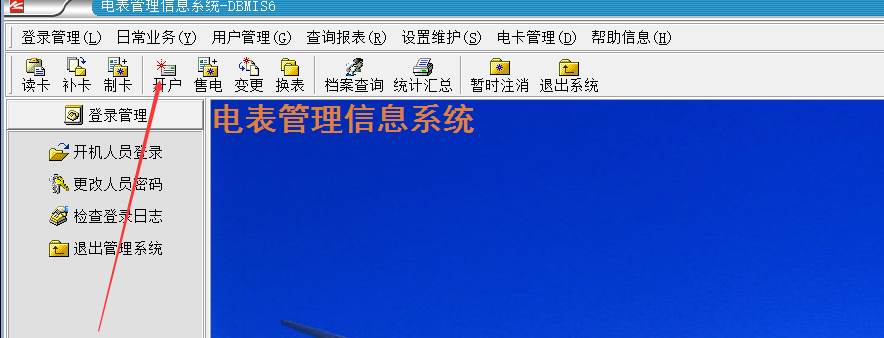 电表管理信息系统-DBMIS6
登录管理(L) 日常业务(Y) 用户管理(G) 查询报表(R) 设置维护(S) 电卡管理(D) 帮助信息(H)
读卡 补卡 制卡 开户 售电 变更 换表 档案查询 统计汇总 暂时注消 退出系统
登录管理
开机人员登录
更改人员密码
检查登录日志
退出管理系统
电表管理信息系统